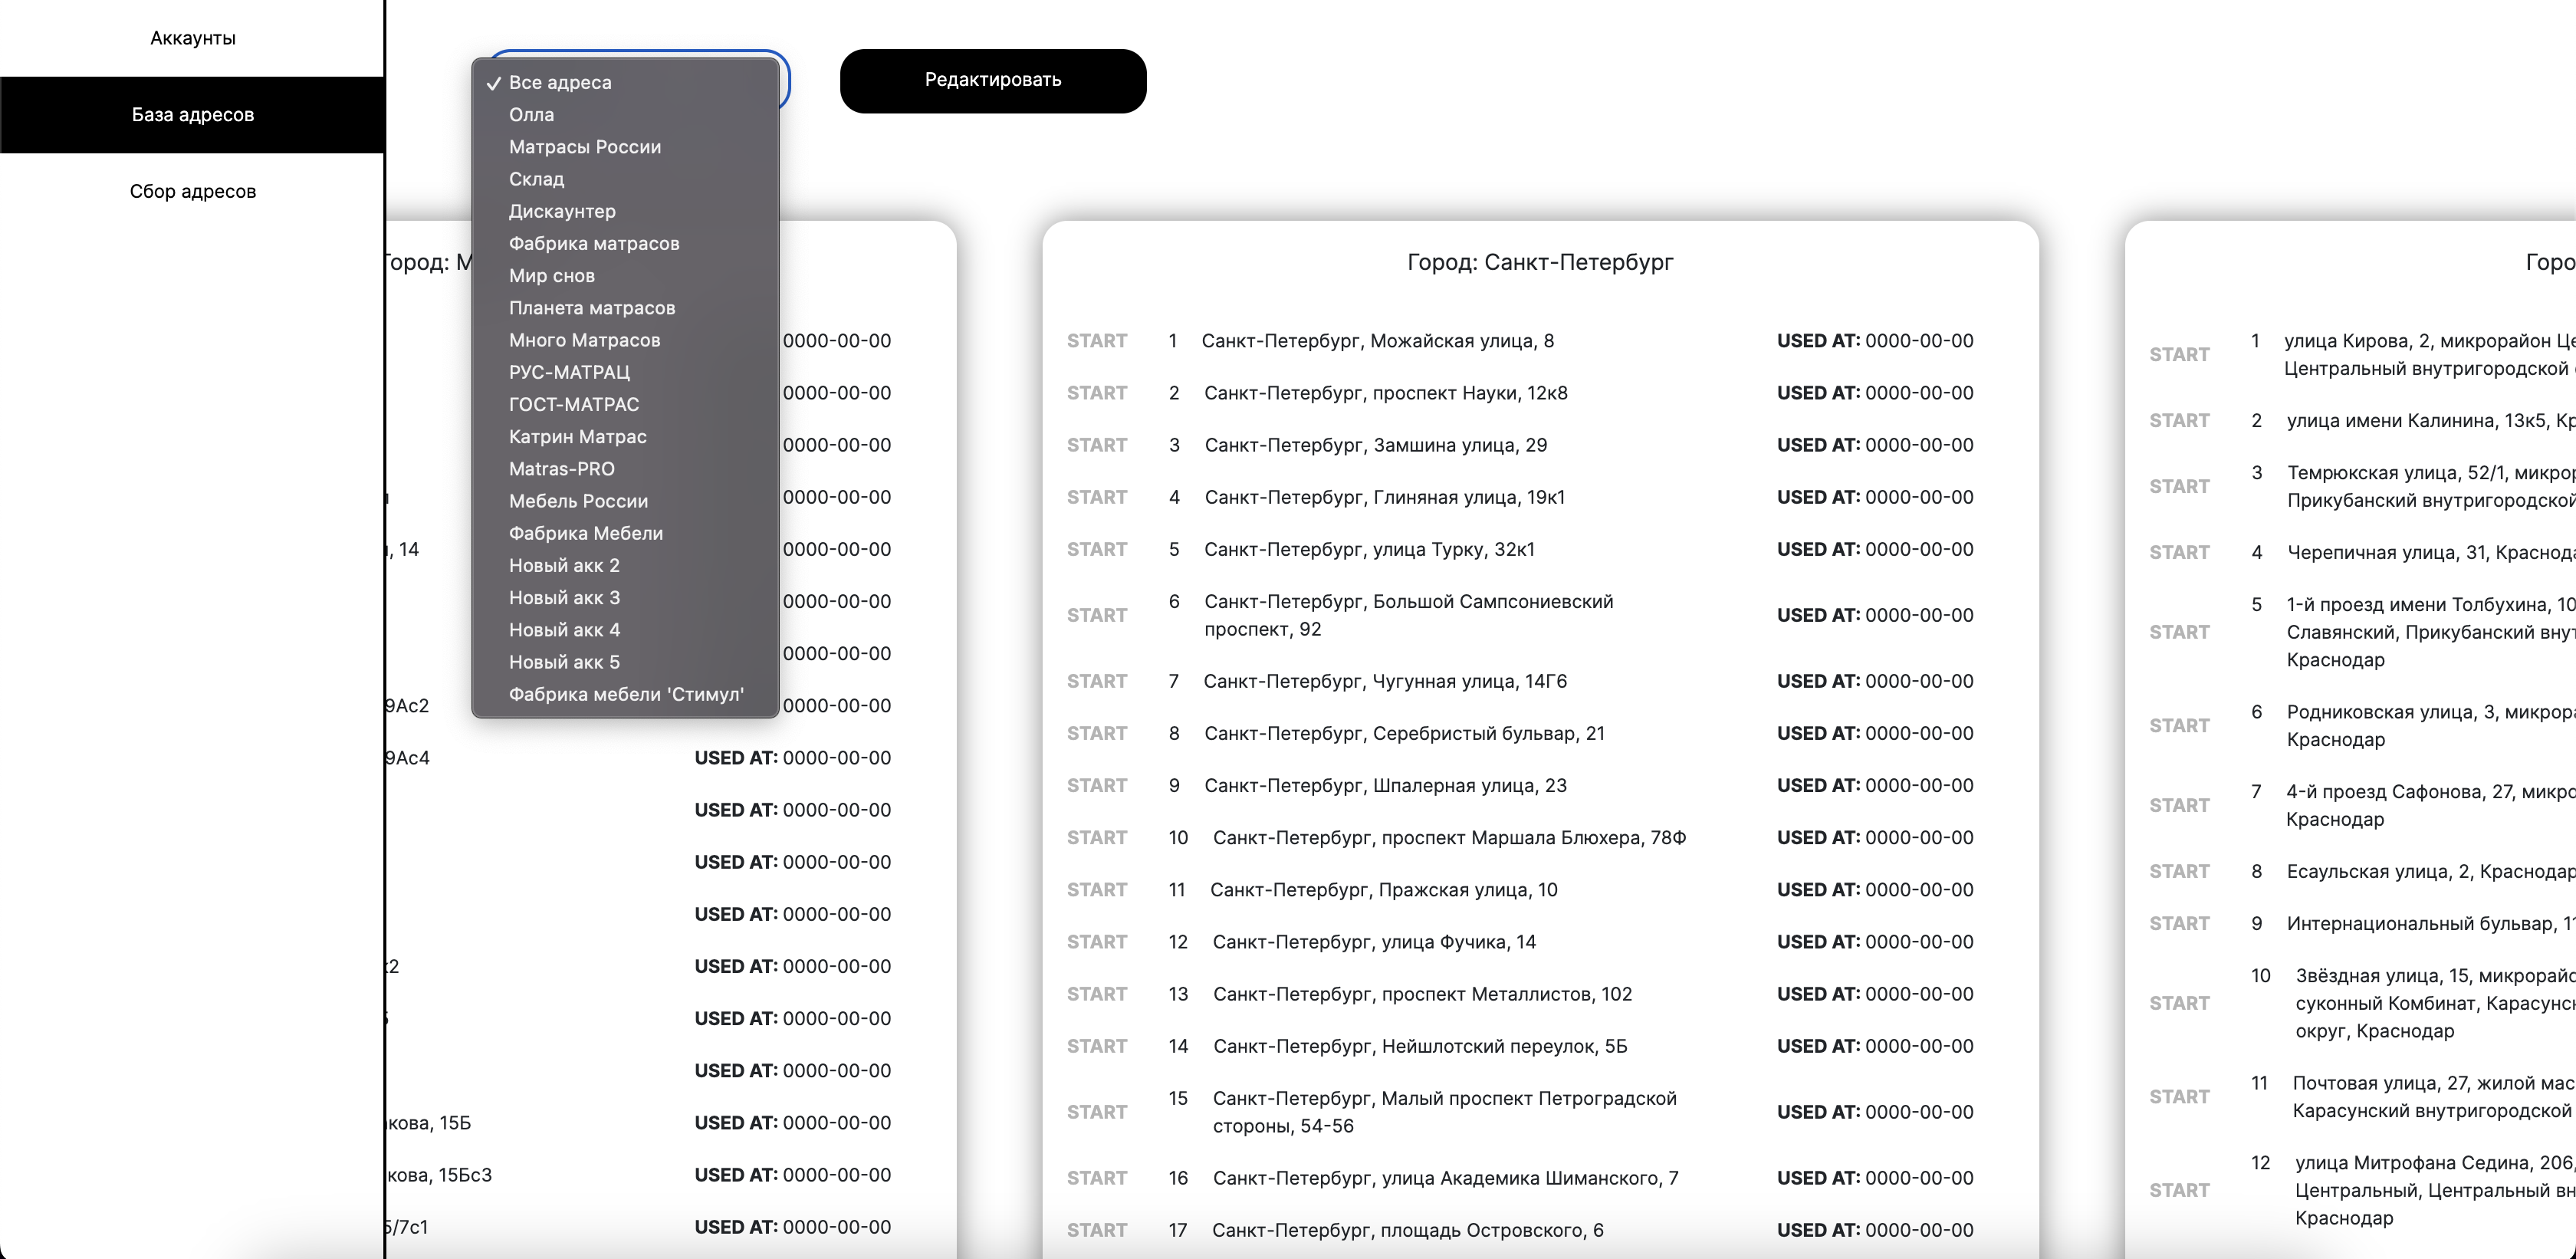 Аккаунты
База адресов
Сбор адресов
✓ Все адреса
Олла
Матрасы России
Склад
Дискаунтер
Фабрика матрасов
Мир снов
Планета матрасов
Много Матрасов
РУС-МАТРАЦ
ГОСТ-МАТРАС
Катрин Матрас
Matras-PRO
Мебель России
Фабрика Мебели
Новый акк 2
Новый акк 3
Новый акк 4
Новый акк 5
Фабрика мебели 'Стимул'
Редактировать
Город: М
0000-00-00
0000-00-00
0000-00-00
0000-00-00
, 14 0000-00-00
0000-00-00
0000-00-00
9Ас2 0000-00-00
9Ас4 USED AT: 0000-00-00
USED AT: 0000-00-00
USED AT: 0000-00-00
USED AT: 0000-00-00
к2 USED AT: 0000-00-00
USED AT: 0000-00-00
USED AT: 0000-00-00
кова, 15Б USED AT: 0000-00-00
кова, 15Бс3 USED AT: 0000-00-00
5/7с1 USED AT: 0000-00-00
Город: Санкт-Петербург
START 1 Санкт-Петербург, Можайская улица, 8 USED AT: 0000-00-00
START 2 Санкт-Петербург, проспект Науки, 12к8 USED AT: 0000-00-00
START 3 Санкт-Петербург, Замшина улица, 29 USED AT: 0000-00-00
START 4 Санкт-Петербург, Глиняная улица, 19к1 USED AT: 0000-00-00
START 5 Санкт-Петербург, улица Турку, 32к1 USED AT: 0000-00-00
START 6 Санкт-Петербург, Большой Сампсониевский
проспект, 92 USED AT: 0000-00-00
START 7 Санкт-Петербург, Чугунная улица, 14Г6 USED AT: 0000-00-00
START 8 Санкт-Петербург, Серебристый бульвар, 21 USED AT: 0000-00-00
START 9 Санкт-Петербург, Шпалерная улица, 23 USED AT: 0000-00-00
START 10 Санкт-Петербург, проспект Маршала Блюхера, 78Ф USED AT: 0000-00-00
START 11 Санкт-Петербург, Пражская улица, 10 USED AT: 0000-00-00
START 12 Санкт-Петербург, улица Фучика, 14 USED AT: 0000-00-00
START 13 Санкт-Петербург, проспект Металлистов, 102 USED AT: 0000-00-00
START 14 Санкт-Петербург, Нейшлотский переулок, 5Б USED AT: 0000-00-00
START 15 Санкт-Петербург, Малый проспект Петроградской
стороны, 54-56 USED AT: 0000-00-00
START 16 Санкт-Петербург, улица Академика Шиманского, 7 USED AT: 0000-00-00
START 17 Санкт-Петербург, площадь Островского, 6 USED AT: 0000-00-00
Горо
START 1 улица Кирова, 2, микрорайон Це
Центральный внутригородской
START 2 улица имени Калинина, 13к5, Кр
START 3 Темрюкская улица, 52/1, микрор
Прикубанский внутригородской
START 4 Черепичная улица, 31, Краснода
START 5 1-й проезд имени Толбухина, 10
Славянский, Прикубанский внут
Краснодар
START 6 Родниковская улица, 3, микрора
Краснодар
START 7 4-й проезд Сафонова, 27, микро
Краснодар
START 8 Есаульская улица, 2, Краснодар
START 9 Интернациональный бульвар, 1
START 10 Звёздная улица, 15, микрорайо
суконный Комбинат, Карасунск
округ, Краснодар
START 11 Почтовая улица, 27, жилой мас
Карасунский внутригородской
START 12 улица Митрофана Седина, 206,
Центральный, Центральный вн
Краснодар